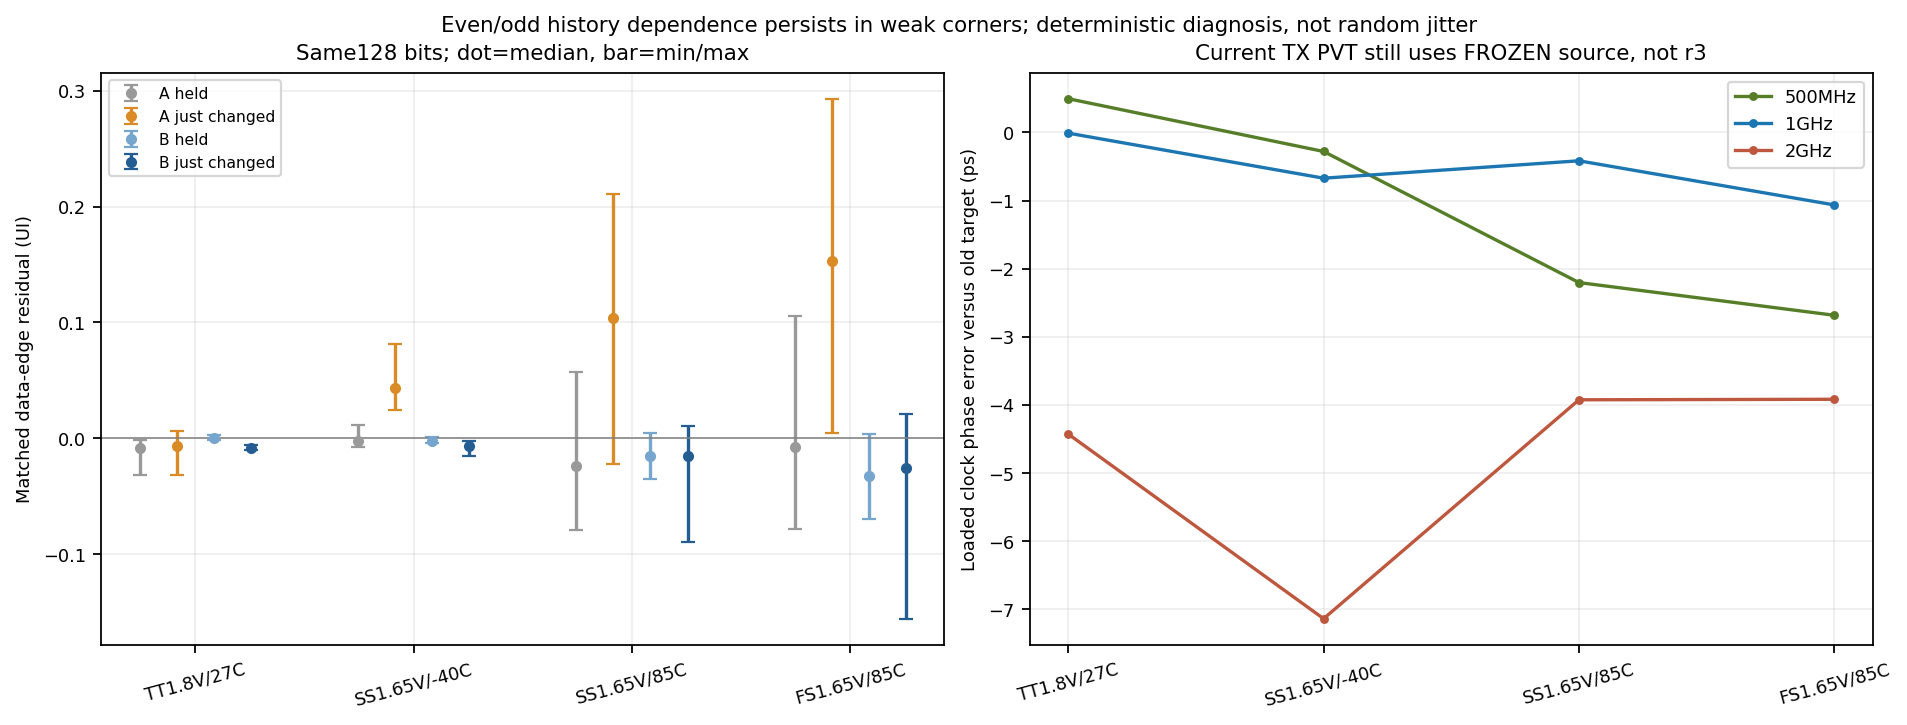 Even/odd history dependence persists in weak corners; deterministic diagnosis, not random jitter
Same128 bits; dot=median, bar=min/max
A held
A just changed
B held
B just changed
Matched data-edge residual (UI)
0.3
0.2
0.1
0.0
−0.1
TT1.8V/27C
SS1.65V/-40C
SS1.65V/85C
FS1.65V/85C
Current TX PVT still uses FROZEN source, not r3
500MHz
1GHz
2GHz
Loaded clock phase error versus old target (ps)
0
−1
−2
−3
−4
−5
−6
−7
TT1.8V/27C
SS1.65V/-40C
SS1.65V/85C
FS1.65V/85C